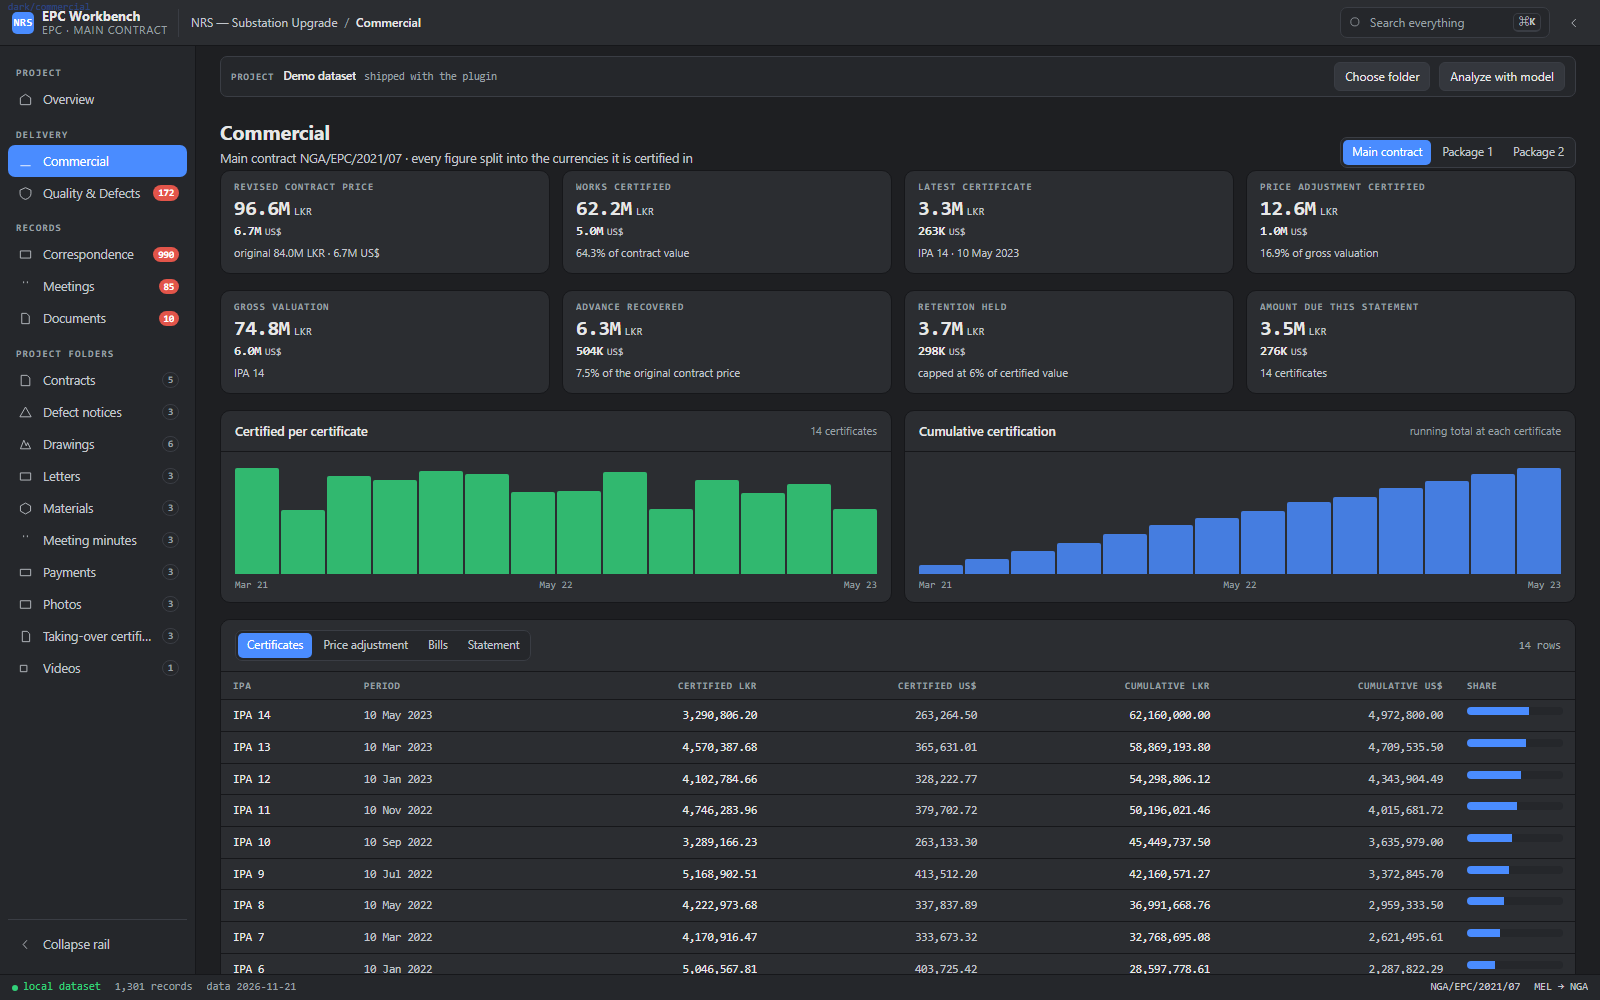 dark/commercial
NRS
EPC Workbench
EPC · MAIN CONTRACT
NRS — Substation Upgrade / Commercial
Search everything
⌘K
PROJECT
Overview
DELIVERY
Commercial
Quality & Defects 172
RECORDS
Correspondence 990
Meetings 85
Documents 10
PROJECT FOLDERS
Contracts 5
Defect notices 3
Drawings 6
Letters 3
Materials 3
Meeting minutes 3
Payments 3
Photos 3
Taking-over certifi... 3
Videos 1
Collapse rail
PROJECT Demo dataset shipped with the plugin
Choose folder
Analyze with model
Commercial
Main contract NGA/EPC/2021/07 · every figure split into the currencies it is certified in
Main contract Package 1 Package 2
REVISED CONTRACT PRICE
96.6M LKR
6.7M US$
original 84.0M LKR · 6.7M US$
WORKS CERTIFIED
62.2M LKR
5.0M US$
64.3% of contract value
LATEST CERTIFICATE
3.3M LKR
263K US$
IPA 14 · 10 May 2023
PRICE ADJUSTMENT CERTIFIED
12.6M LKR
1.0M US$
16.9% of gross valuation
GROSS VALUATION
74.8M LKR
6.0M US$
IPA 14
ADVANCE RECOVERED
6.3M LKR
504K US$
7.5% of the original contract price
RETENTION HELD
3.7M LKR
298K US$
capped at 6% of certified value
AMOUNT DUE THIS STATEMENT
3.5M LKR
276K US$
14 certificates
Certified per certificate
14 certificates
Mar 21 May 22 May 23
Cumulative certification
running total at each certificate
Mar 21 May 22 May 23
Certificates Price adjustment Bills Statement
14 rows
IPA PERIOD CERTIFIED LKR CERTIFIED US$ CUMULATIVE LKR CUMULATIVE US$ SHARE
IPA 14 10 May 2023 3,290,806.20 263,264.50 62,160,000.00 4,972,800.00
IPA 13 10 Mar 2023 4,570,387.68 365,631.01 58,869,193.80 4,709,535.50
IPA 12 10 Jan 2023 4,102,784.66 328,222.77 54,298,806.12 4,343,904.49
IPA 11 10 Nov 2022 4,746,283.96 379,702.72 50,196,021.46 4,015,681.72
IPA 10 10 Sep 2022 3,289,166.23 263,133.30 45,449,737.50 3,635,979.00
IPA 9 10 Jul 2022 5,168,902.51 413,512.20 42,160,571.27 3,372,845.70
IPA 8 10 May 2022 4,222,973.68 337,837.89 36,991,668.76 2,959,333.50
IPA 7 10 Mar 2022 4,170,916.47 333,673.32 32,768,695.08 2,621,495.61
IPA 6 10 Jan 2022 5,046,567.81 403,725.42 28,597,778.61 2,287,822.29
local dataset 1,301 records data 2026-11-21
NGA/EPC/2021/07 MEL → NGA